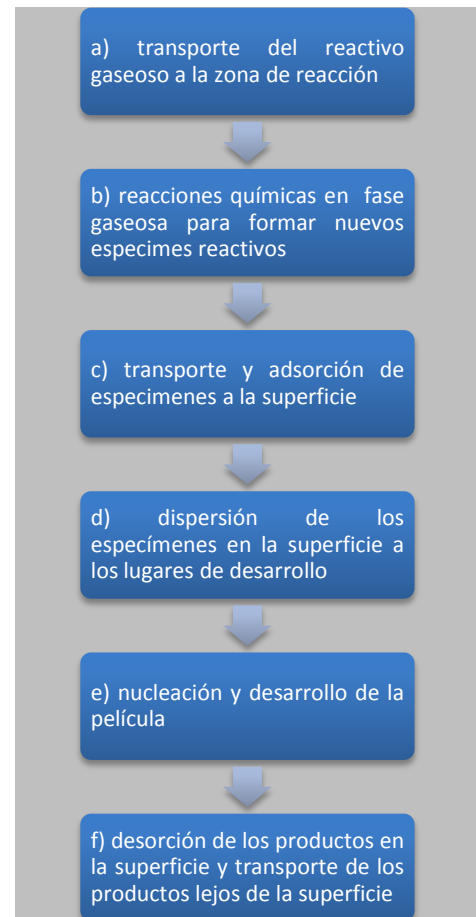 a) transporte del reactivo
gaseoso a la zona de reacción
b) reacciones químicas en fase
gaseosa para formar nuevos
especimes reactivos
c) transporte y adsorción de
especimenes a la superficie
d) dispersión de los
específmenes en la superficie a
los lugares de desarrollo
e) nucleación y desarrollo de la
película
f) desorción de los productos en
la superficie y transporte de los
productos lejos de la superficie